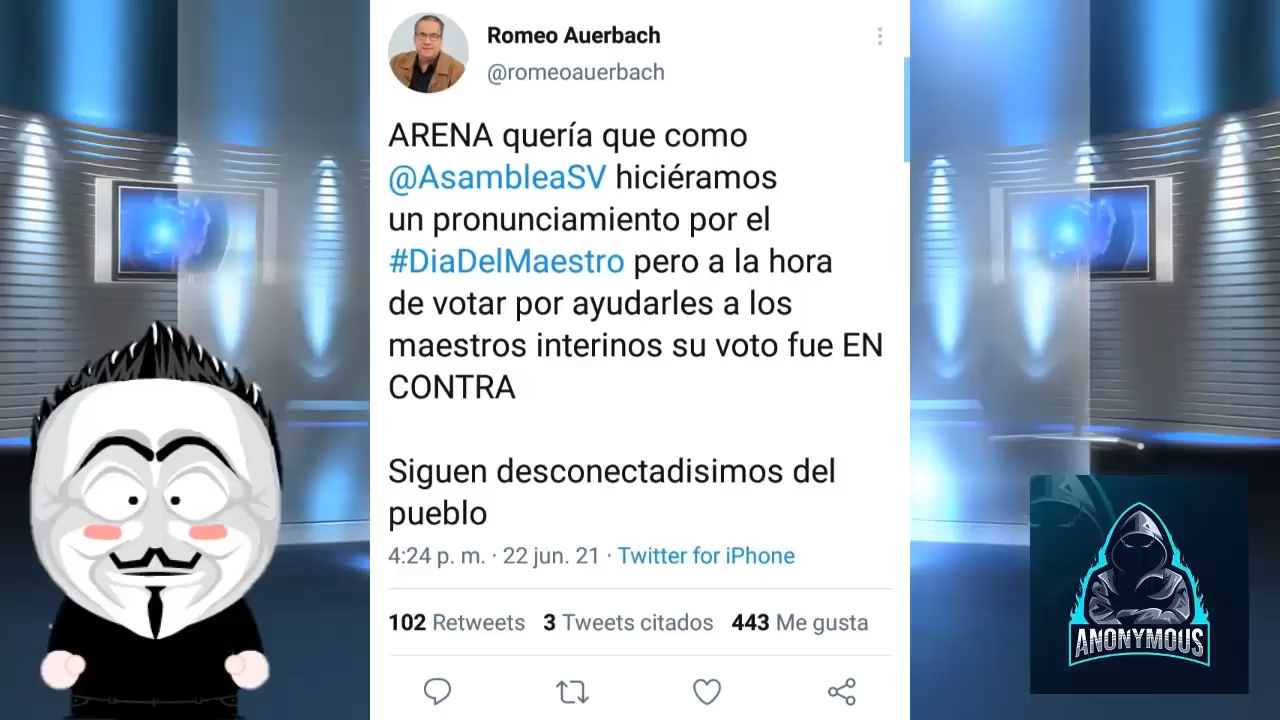 Romeo Auerbach
@romeoauerbach
ARENA quería que como
@AsambleaSV hiciéramos
un pronunciamiento por el
#DiaDelMaestro pero a la hora
de votar por ayudarles a los
maestros interinos su voto fue EN
CONTRA
Siguen desconectadisimos del
pueblo
4:24 p. m. · 22 jun. 21 · Twitter for iPhone
102 Retweets 3 Tweets citados 443 Me gusta
ANONYMOUS